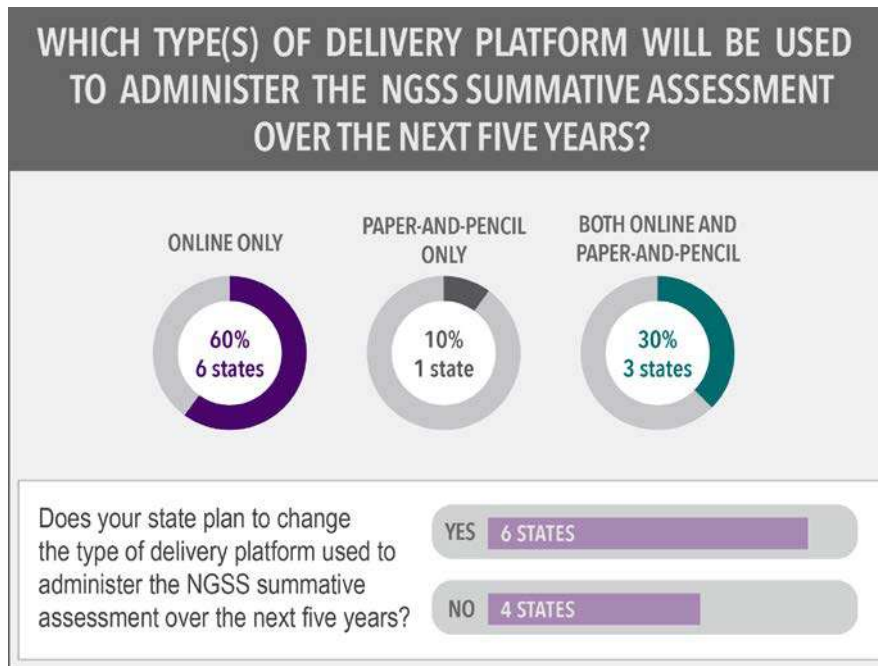 WHICH TYPE(S) OF DELIVERY PLATFORM WILL BE USED
TO ADMINISTER THE NGSS SUMMATIVE ASSESSMENT
OVER THE NEXT FIVE YEARS?
ONLINE ONLY
60%
6 states
PAPER-AND-PENCIL
ONLY
10%
1 state
BOTH ONLINE AND
PAPER-AND-PENCIL
30%
3 states
Does your state plan to change
the type of delivery platform used to
administer the NGSS summative
assessment over the next five years?
YES 6 STATES
NO 4 STATES